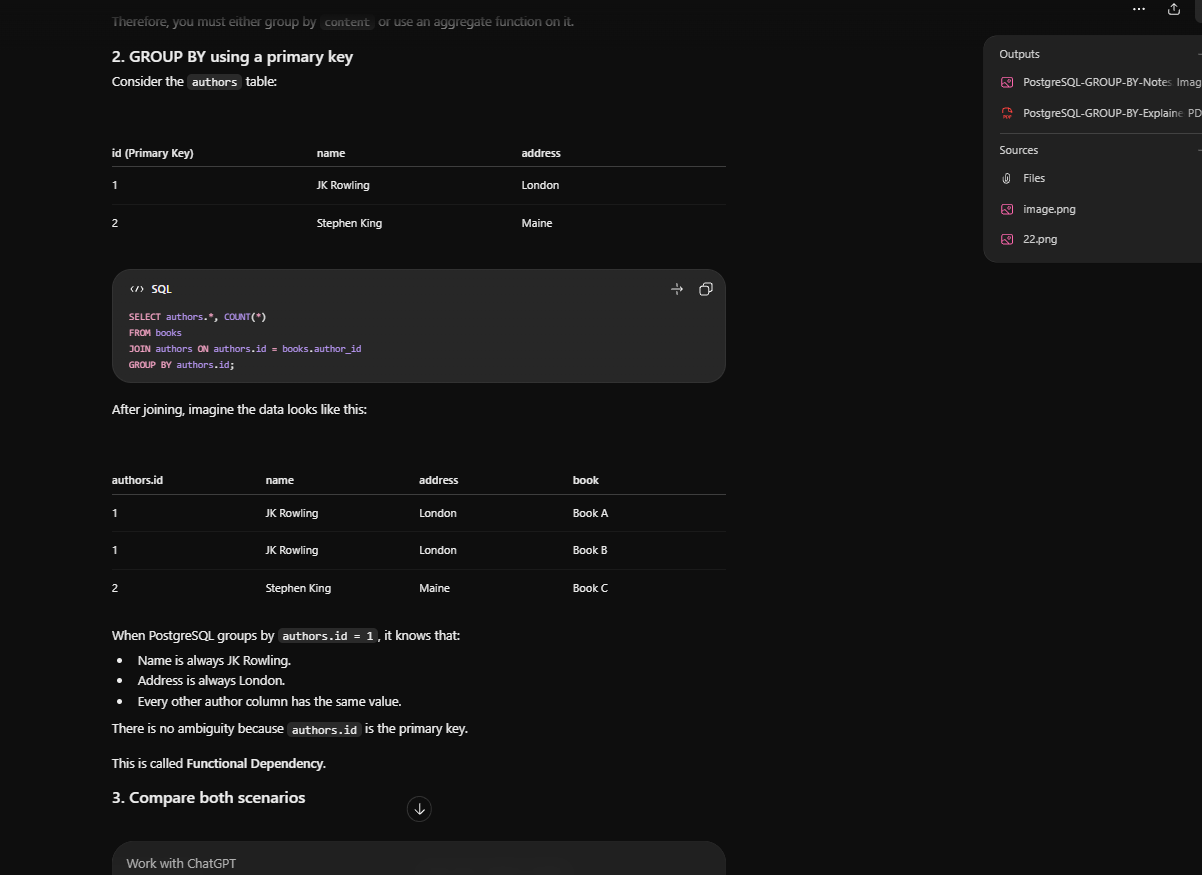 Therefore, you must either group by content or use an aggregate function on it.
2. GROUP BY using a primary key
Consider the authors table:
id (Primary Key) name address
1 JK Rowling London
2 Stephen King Maine
SQL
SELECT authors.*, COUNT(*)
FROM books
JOIN authors ON authors.id = books.author_id
GROUP BY authors.id;
After joining, imagine the data looks like this:
authors.id name address book
1 JK Rowling London Book A
1 JK Rowling London Book B
2 Stephen King Maine Book C
When PostgreSQL groups by authors.id = 1, it knows that:
• Name is always JK Rowling.
• Address is always London.
• Every other author column has the same value.
There is no ambiguity because authors.id is the primary key.
This is called Functional Dependency.
3. Compare both scenarios
Work with ChatGPT
Outputs
PostgreSQL-GROUP-BY-Notes Imag
PostgreSQL-GROUP-BY-Explaine PD
Sources
Files
image.png
22.png